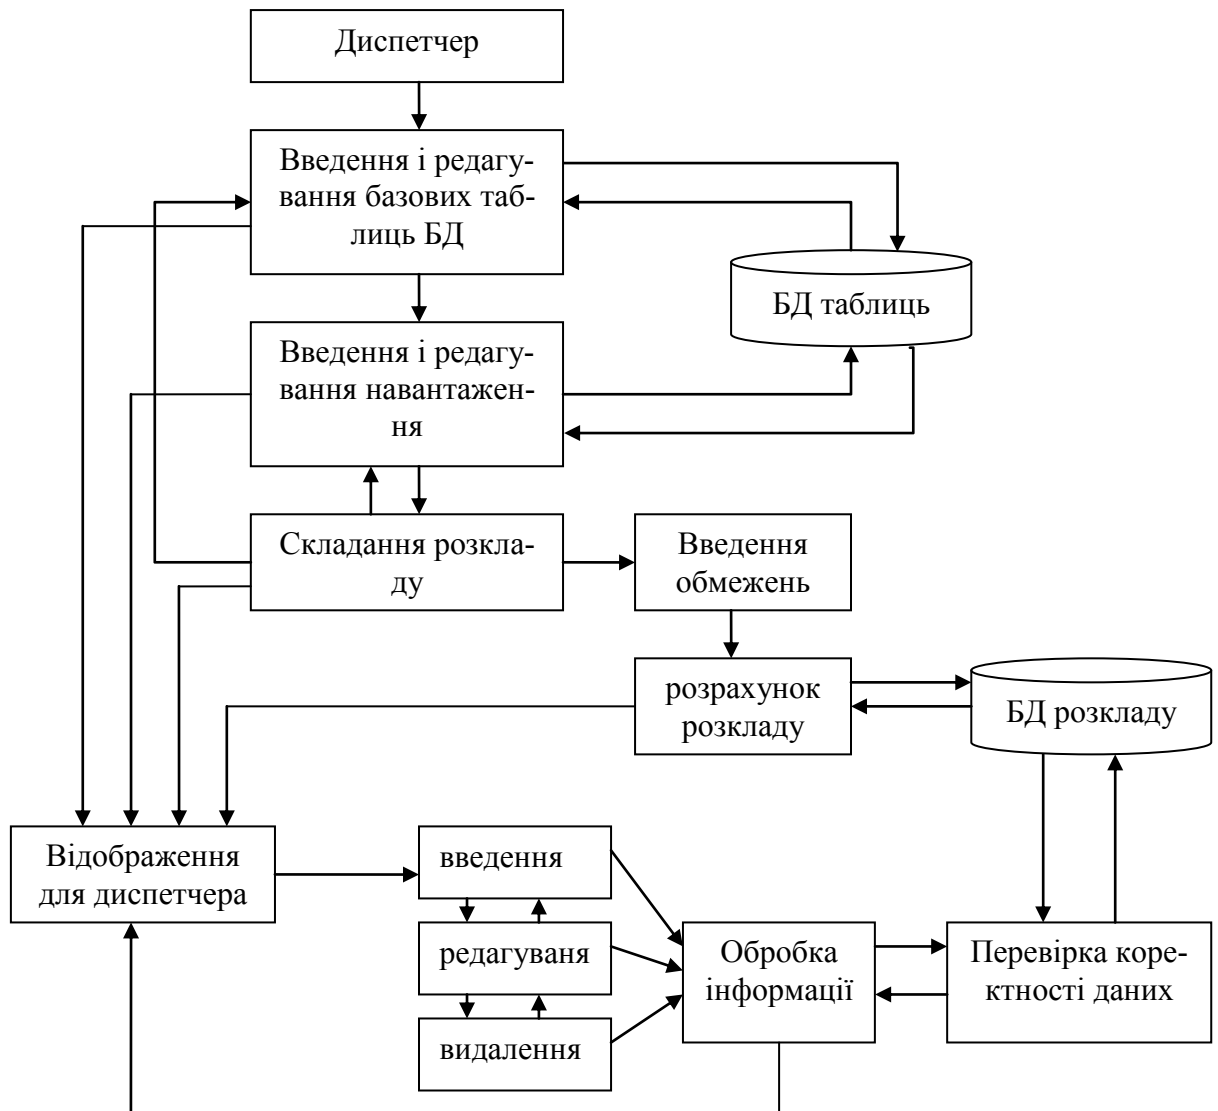 Диспетчер
Введення і редагу-
вання базових таб-
лиць БД
БД таблиць
Введення і редагу-
вання навантажен-
ня
Складання розкла-
ду
Введення
обмежень
розрахунок
розкладу
БД розкладу
Відображення
для диспетчера
введення
редагуваня
видалення
Обробка
інформації
Перевірка коре-
ктності даних